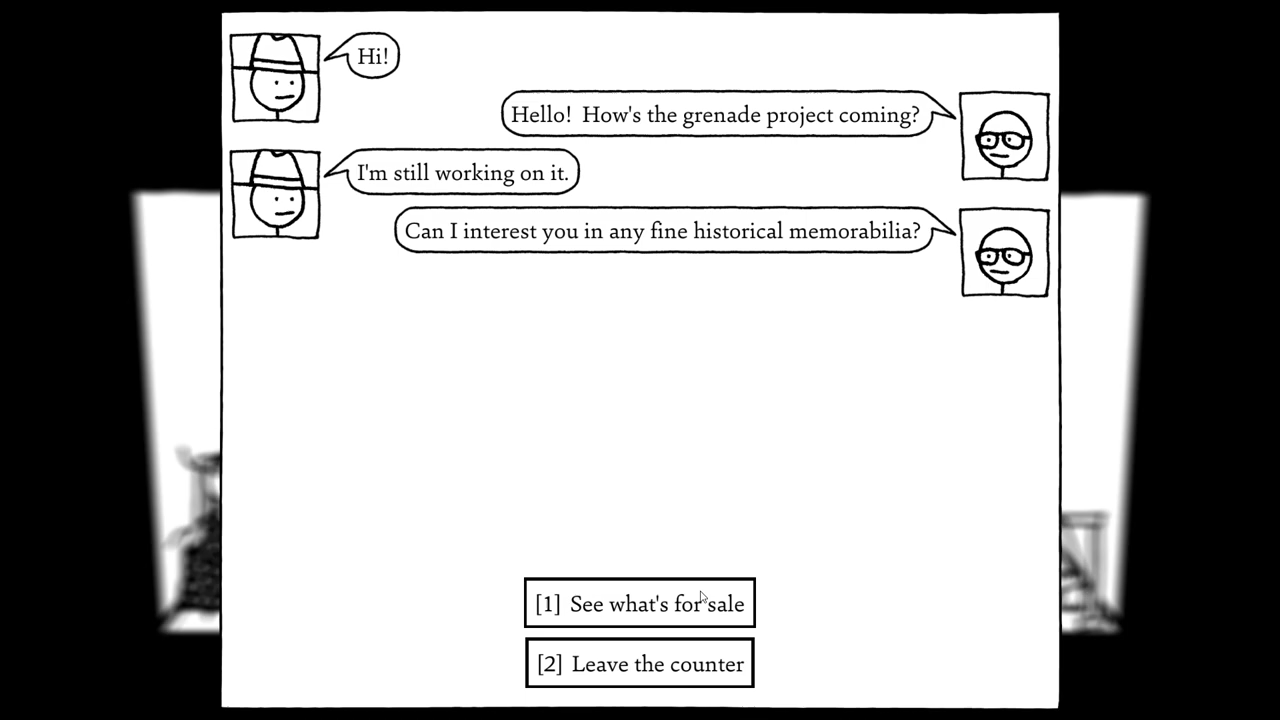 Hi!
Hello!  How's the grenade project coming?
I'm still working on it.
Can I interest you in any fine historical memorabilia?
[1] See what's for sale
[2] Leave the counter